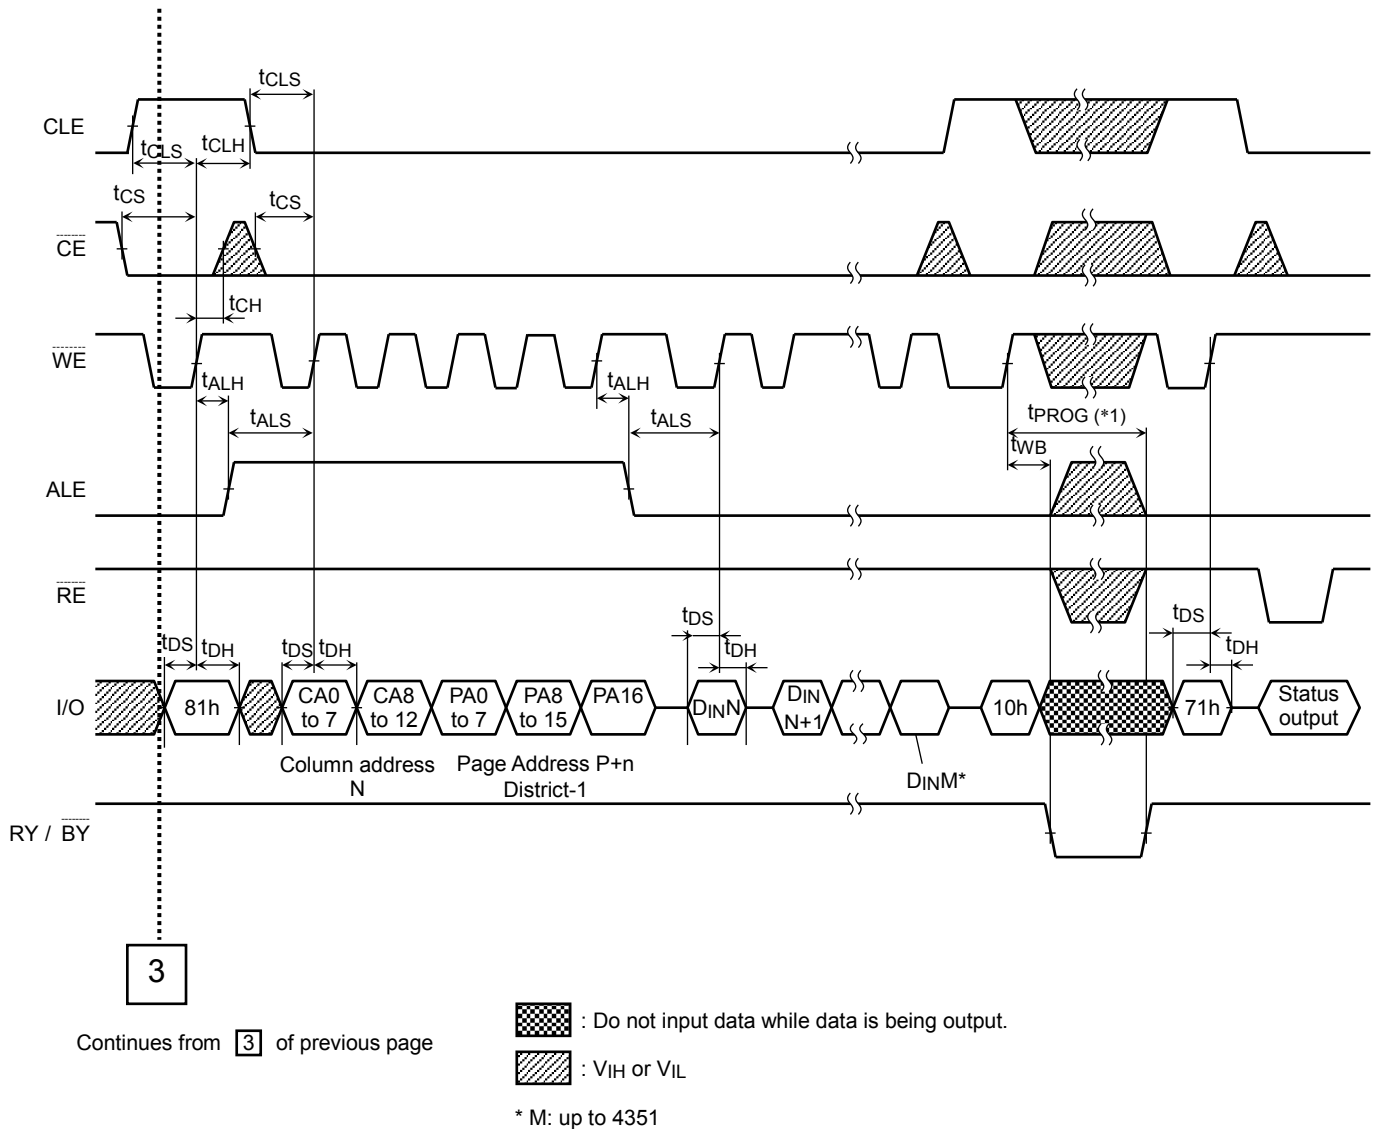 tCLS
CLE
tCLS
tCLH
tCS
tCS
CE
tCH
WE
tALH
tALH
tALS
tALS
tPROG (*1)
tWB
ALE
RE
tDS
tDH
tDS
tDH
tDS
tDH
tDS
tDH
I/O
81h
CA0
to 7
CA8
to 12
PA0
to 7
PA8
to 15
PA16
DINN
DIN
N+1
10h
71h
Status
output
Column address
N
Page Address P+n
District-1
DINM*
RY / BY
3
Continues from 3 of previous page
: Do not input data while data is being output.
: VIH or VIL
* M: up to 4351